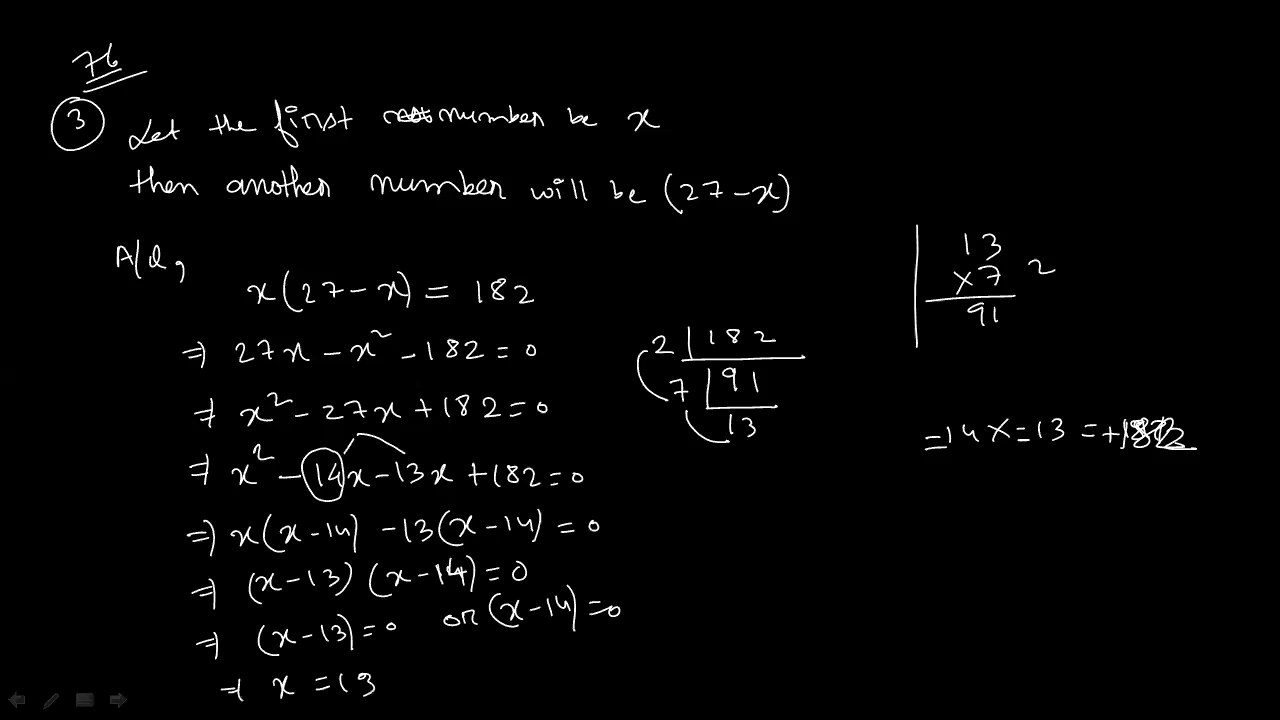 76
3 Let the first number be x
then another number will be (27-x)
A/Q,
x(27-x) = 182
⇒ 27x - x² - 182 = 0
⇒ x² - 27x + 182 = 0
⇒ x² - 14x - 13x + 182 = 0
⇒ x(x-14) - 13(x-14) = 0
⇒ (x-13) (x-14) = 0
⇒ (x-13) = 0 or (x-14) = 0
⇒ x = 13
2 | 182
7 | 91
13
13
×7 2
91
=14 × =13 = +182